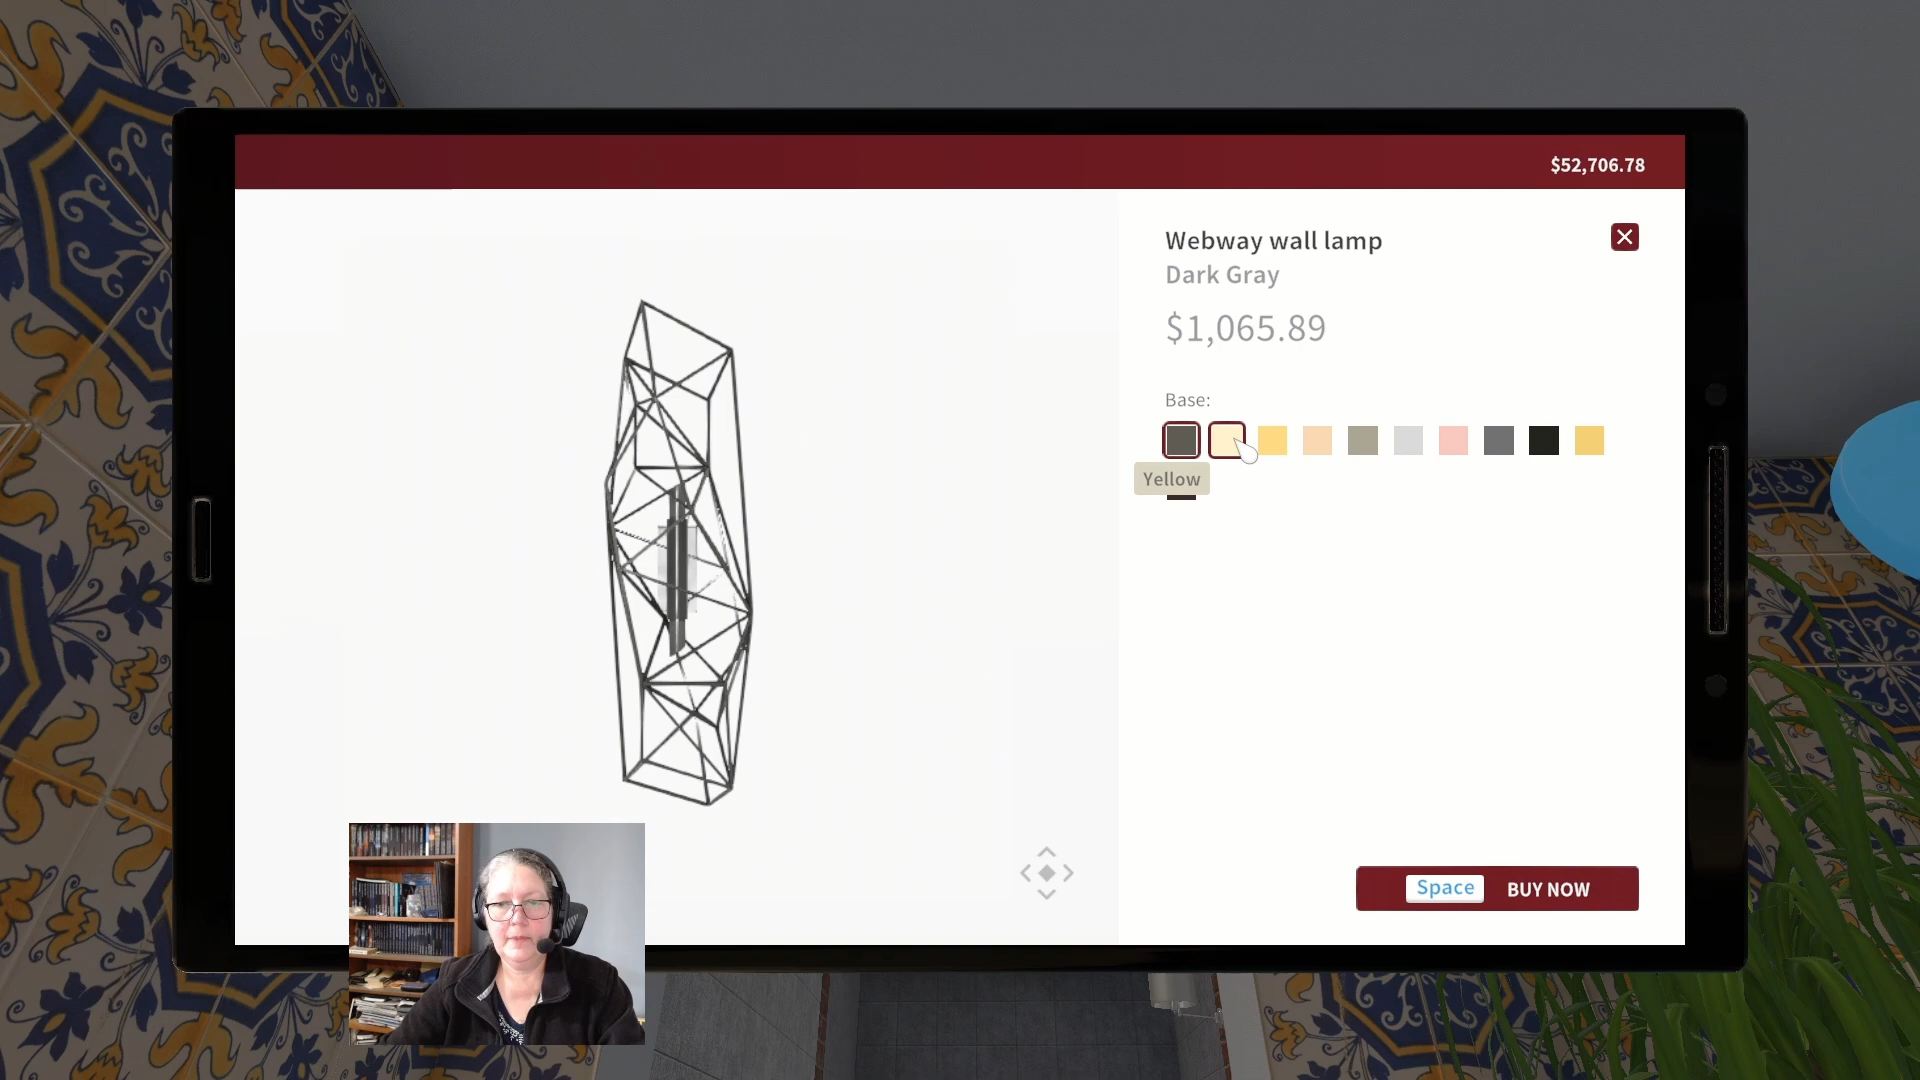 $52,706.78
Webway wall lamp
Dark Gray
$1,065.89
Base:
Yellow
Space BUY NOW